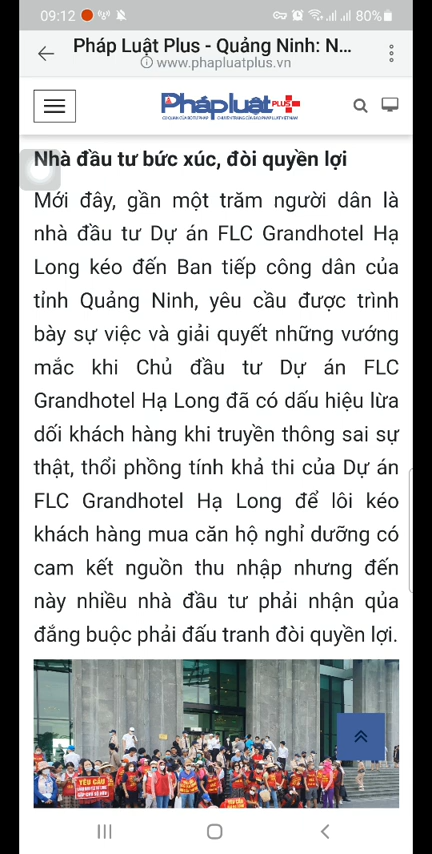 09:12
80%
Pháp Luật Plus - Quảng Ninh: N...
www.phapluatplus.vn
Phápluật PLUS
Nhà đầu tư bức xúc, đòi quyền lợi
Mới đây, gần một trăm người dân là
nhà đầu tư Dự án FLC Grandhotel Hạ
Long kéo đến Ban tiếp công dân của
tỉnh Quảng Ninh, yêu cầu được trình
bày sự việc và giải quyết những vướng
mắc khi Chủ đầu tư Dự án FLC
Grandhotel Hạ Long đã có dấu hiệu lừa
dối khách hàng khi truyền thông sai sự
thật, thổi phồng tính khả thi của Dự án
FLC Grandhotel Hạ Long để lôi kéo
khách hàng mua căn hộ nghỉ dưỡng có
cam kết nguồn thu nhập nhưng đến
này nhiều nhà đầu tư phải nhận qủa
đắng buộc phải đấu tranh đòi quyền lợi.
YÊU CẦU